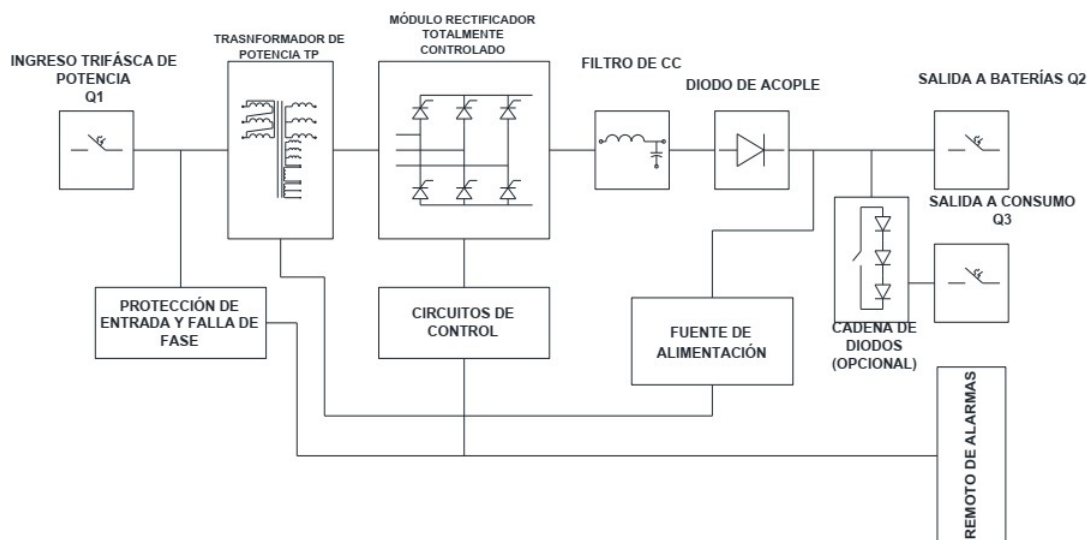 MÓDULO RECTIFICADOR
TOTALMENTE
CONTROLADO
TRASNFORMADOR DE
POTENCIA TP
INGRESO TRIFÁSCA DE
POTENCIA
Q1
FILTRO DE CC
DIODO DE ACOPLE
SALIDA A BATERÍAS Q2
SALIDA A CONSUMO
Q3
PROTECCIÓN DE
ENTRADA Y FALLA DE
FASE
CIRCUITOS DE
CONTROL
FUENTE DE
ALIMENTACIÓN
CADENA DE
DIODOS
(OPCIONAL)
REMOTO DE ALARMAS